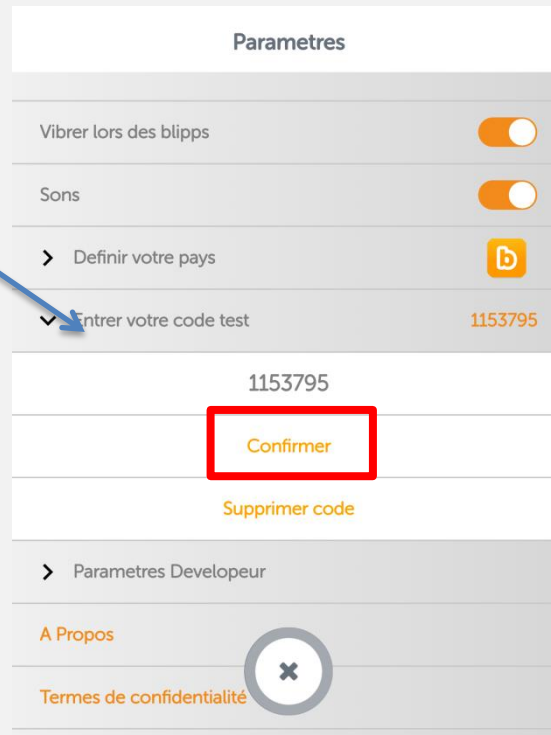 Parametres
Vibrer lors des blipps
Sons
Definir votre pays
Entrer votre code test 1153795
1153795
Confirmer
Supprimer code
Parametres Developeur
A Propos
Termes de confidentialité